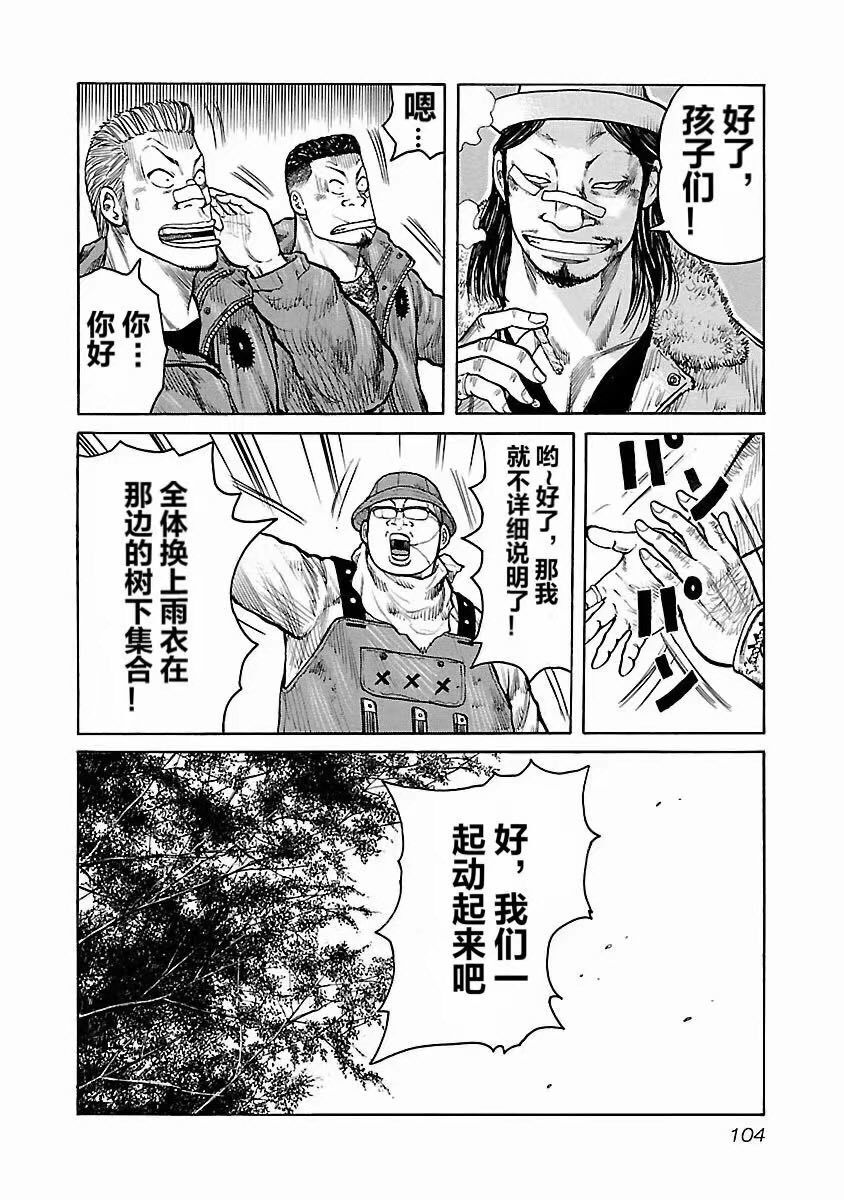 好了，
孩子们！
嗯…
你…
你好
パン
パン
哟~好了，那我
就不详细说明了！
全体换上雨衣在
那边的树下集合！
好，我们一
起动起来吧
104